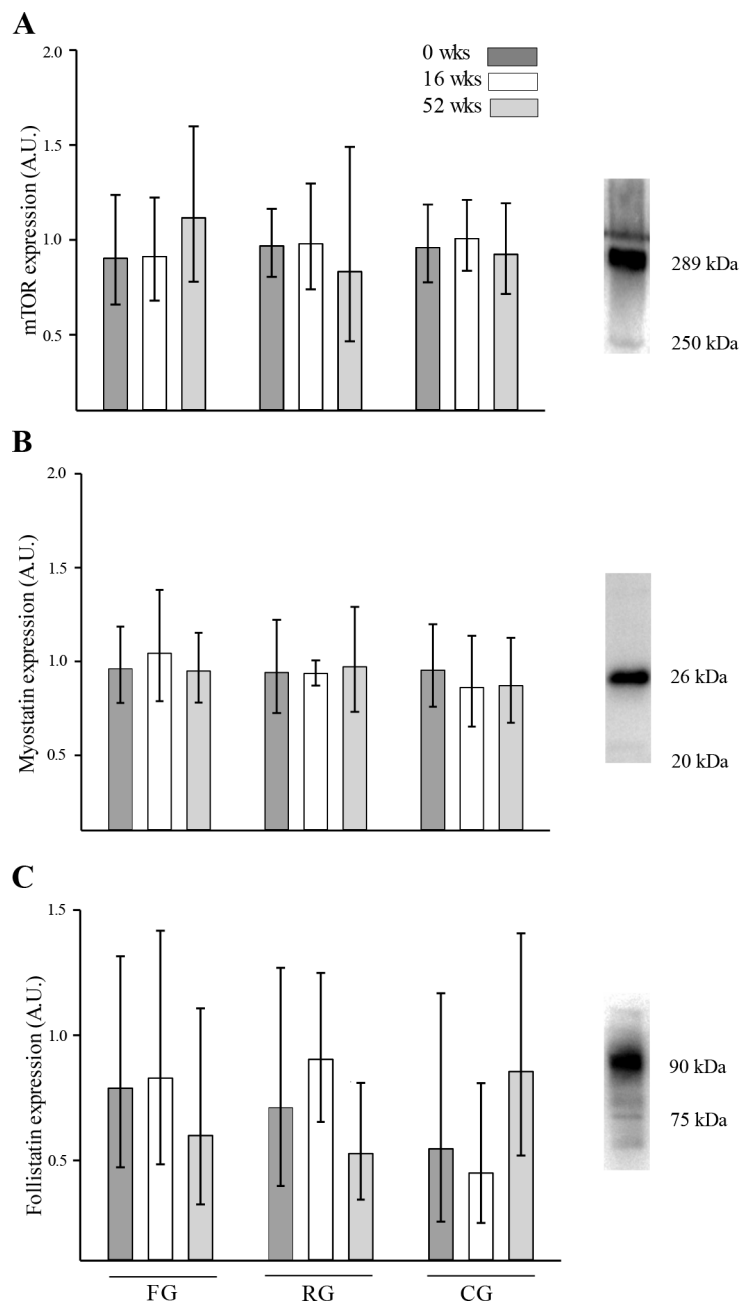 A
2.0
1.5
1.0
0.5
mTOR expression (A.U.)
0 wks
16 wks
52 wks
289 kDa
250 kDa
B
2.0
1.5
1.0
0.5
Myostatin expression (A.U.)
26 kDa
20 kDa
C
1.5
1.0
0.5
Follistatin expression (A.U.)
90 kDa
75 kDa
FG
RG
CG